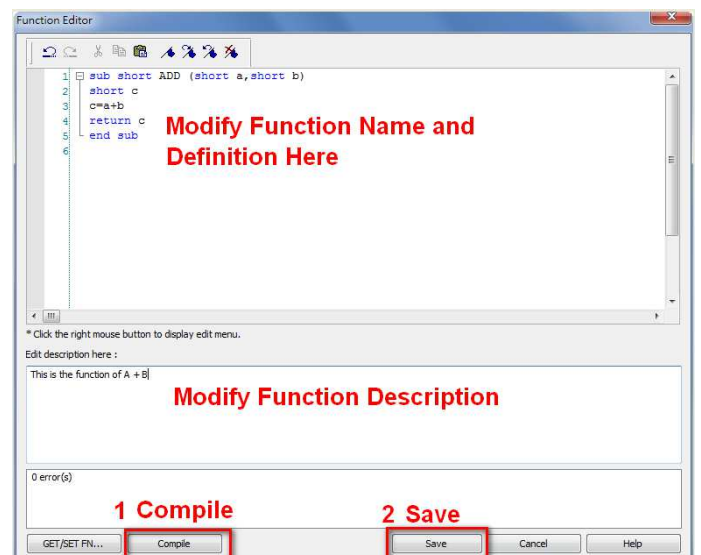 Function Editor
1 sub short ADD (short a,short b)
2 short c
3 c=a+b
4 return c
5 end sub
6
Modify Function Name and
Definition Here
* Click the right mouse button to display edit menu.
Edit description here :
This is the function of A + B
Modify Function Description
0 error(s)
1 Compile
2 Save
GET/SET FN... Compile Save Cancel Help